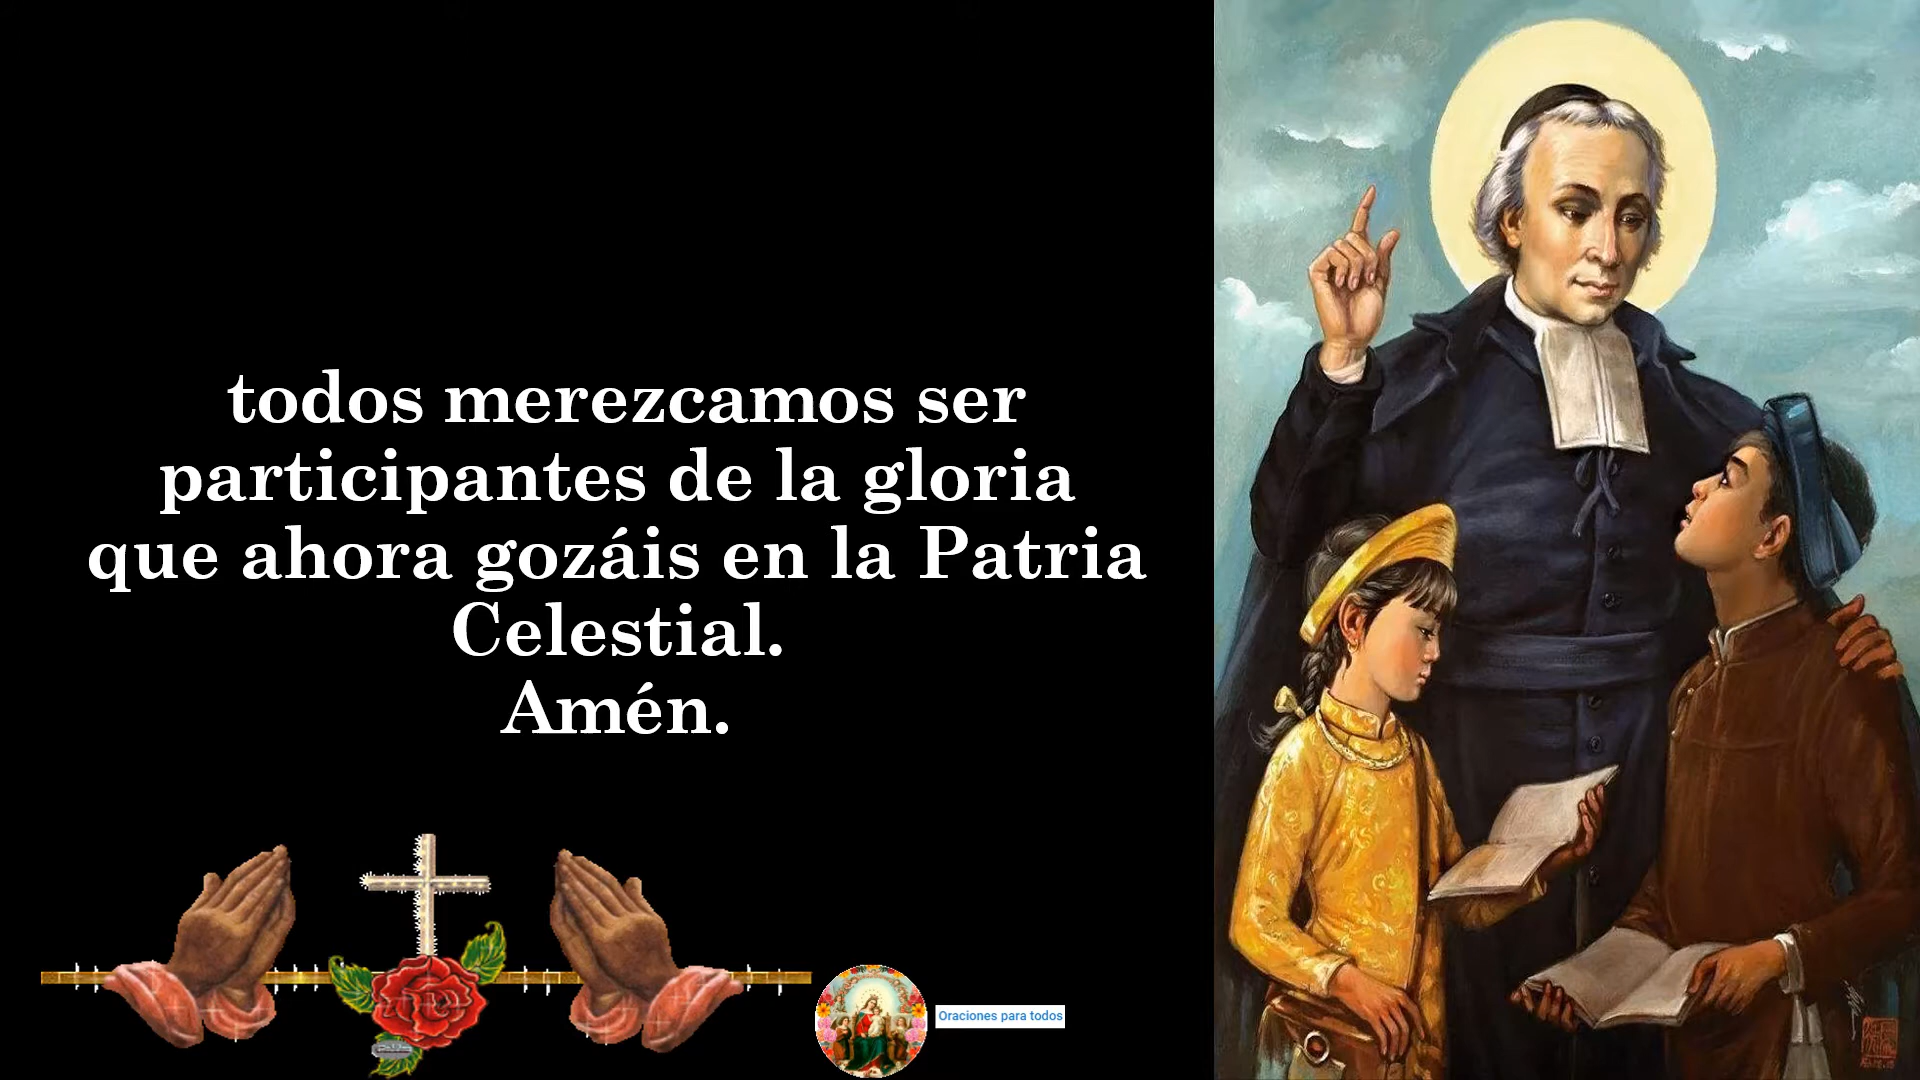 todos merezcamos ser
participantes de la gloria
que ahora gozáis en la Patria
Celestial.
Amén.
Oraciones para todos